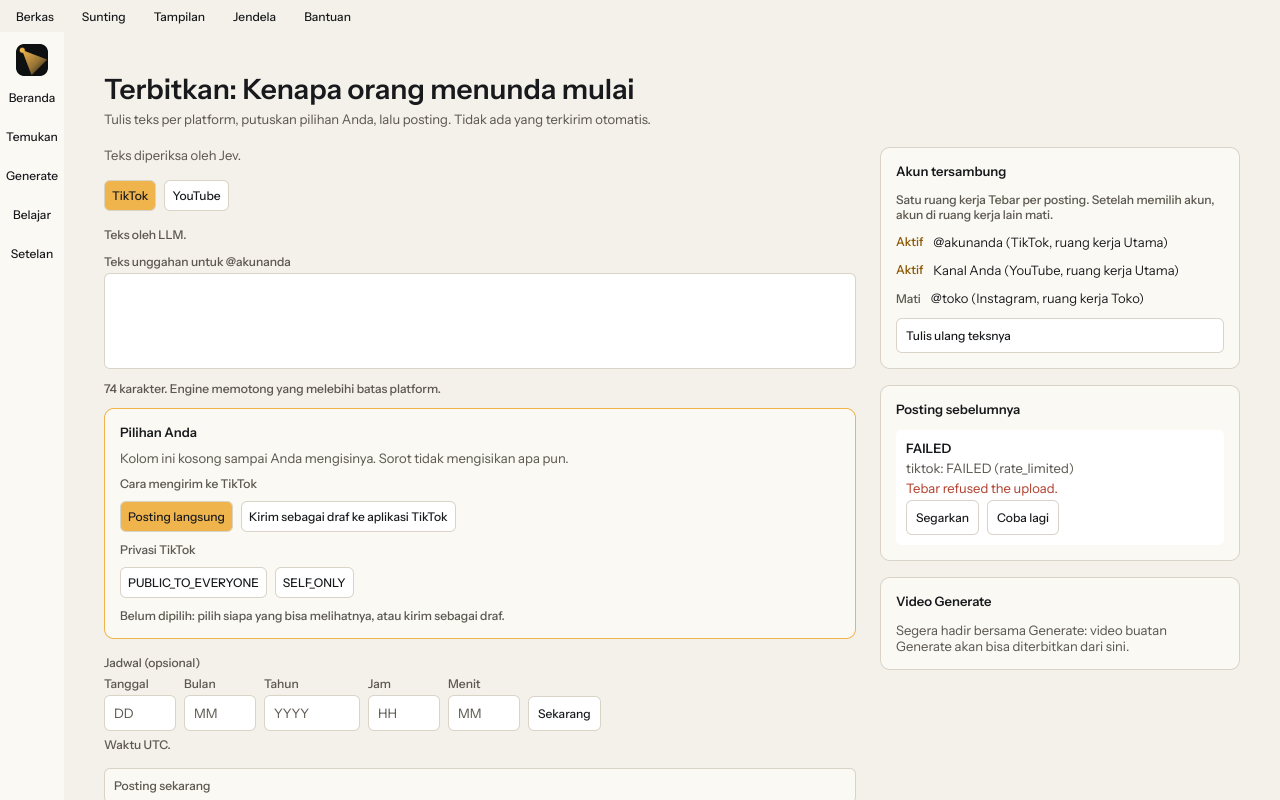 Berkas Sunting Tampilan Jendela Bantuan
Beranda
Temukan
Generate
Belajar
Setelan
Terbitkan: Kenapa orang menunda mulai
Tulis teks per platform, putuskan pilihan Anda, lalu posting. Tidak ada yang terkirim otomatis.
Teks diperiksa oleh Jev.
TikTok YouTube
Teks oleh LLM.
Teks unggahan untuk @akunanda
74 karakter. Engine memotong yang melebihi batas platform.
Pilihan Anda
Kolom ini kosong sampai Anda mengisinya. Sorot tidak mengisikan apa pun.
Cara mengirim ke TikTok
Posting langsung Kirim sebagai draf ke aplikasi TikTok
Privasi TikTok
PUBLIC_TO_EVERYONE SELF_ONLY
Belum dipilih: pilih siapa yang bisa melihatnya, atau kirim sebagai draf.
Jadwal (opsional)
Tanggal Bulan Tahun Jam Menit
DD MM YYYY HH MM Sekarang
Waktu UTC.
Posting sekarang
Akun tersambung
Satu ruang kerja Tebar per posting. Setelah memilih akun,
akun di ruang kerja lain mati.
Aktif @akunanda (TikTok, ruang kerja Utama)
Aktif Kanal Anda (YouTube, ruang kerja Utama)
Mati @toko (Instagram, ruang kerja Toko)
Tulis ulang teksnya
Posting sebelumnya
FAILED
tiktok: FAILED (rate_limited)
Tebar refused the upload.
Segarkan Coba lagi
Video Generate
Segera hadir bersama Generate: video buatan
Generate akan bisa diterbitkan dari sini.